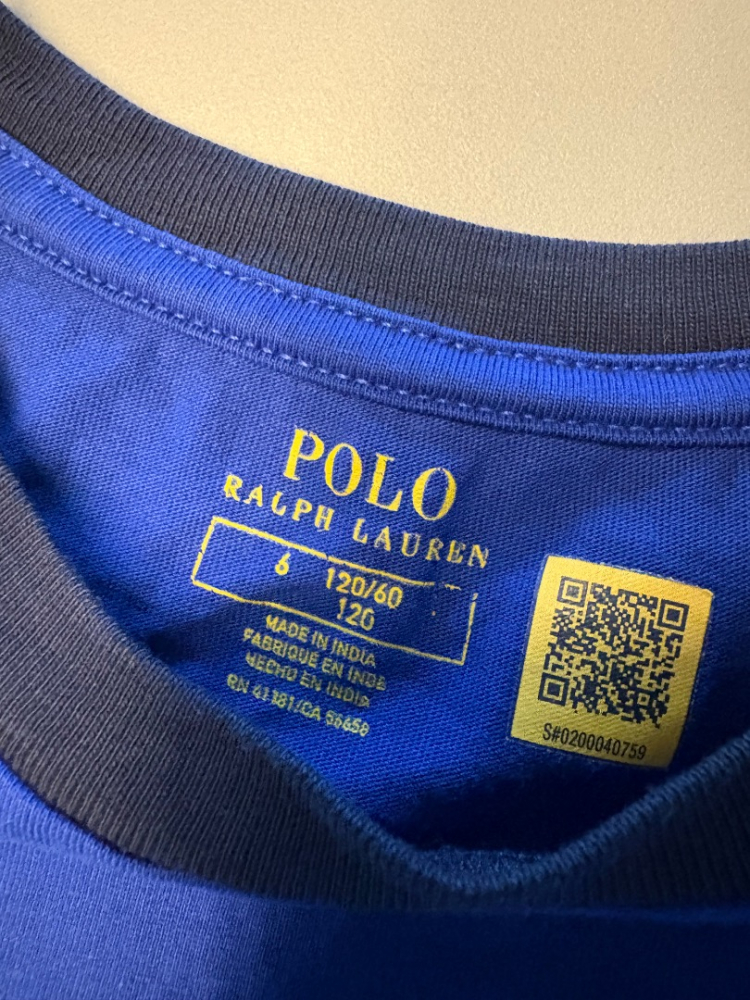 POLO
RALPH LAUREN
6 120/60
120
MADE IN INDIA
FABRIQUE EN INDE
HECHO EN INDIA
RN 41381/CA 56658
S#0200040759